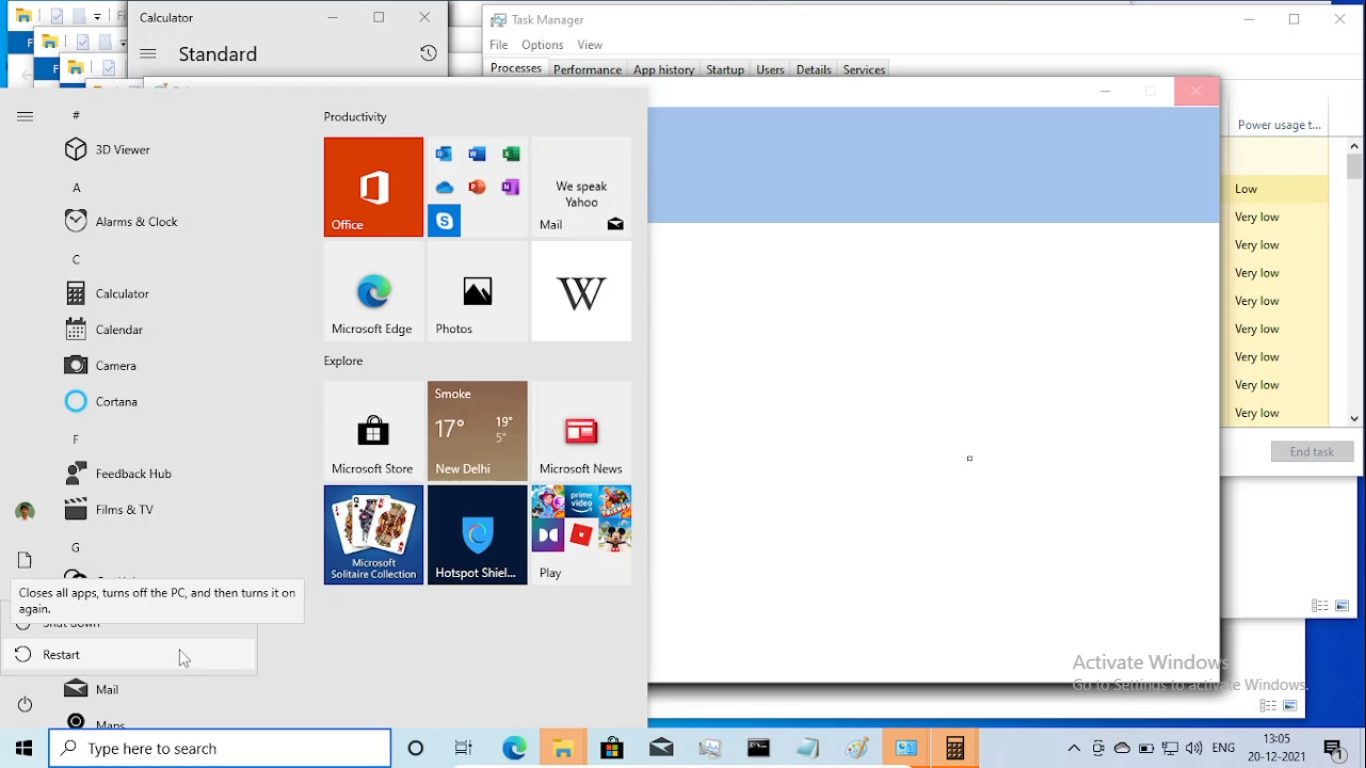 Calculator
Standard
Task Manager
File Options View
Processes Performance App history Startup Users Details Services
Power usage t...
Low
Very low
Very low
Very low
Very low
Very low
Very low
Very low
Very low
End task
#
3D Viewer
A
Alarms & Clock
C
Calculator
Calendar
Camera
Cortana
F
Feedback Hub
Films & TV
G
Closes all apps, turns off the PC, and then turns it on
again.
Shut down
Restart
Mail
Maps
Productivity
Office
We speak
Yahoo
Mail
Microsoft Edge
Photos
W
Explore
Microsoft Store
Smoke
17° 19°
5°
New Delhi
Microsoft News
Microsoft
Solitaire Collection
Hotspot Shiel...
prime
video
Play
Activate Windows
Go to Settings to activate Windows.
Type here to search
ENG
13:05
20-12-2021
1